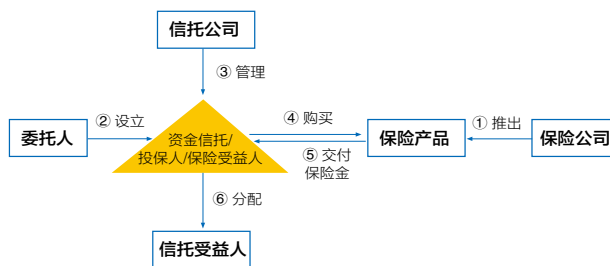 信托公司
③ 管理
委托人
② 设立
资金信托/
投保人/保险受益人
④ 购买
⑤ 交付
保险金
保险产品
① 推出
保险公司
⑥ 分配
信托受益人